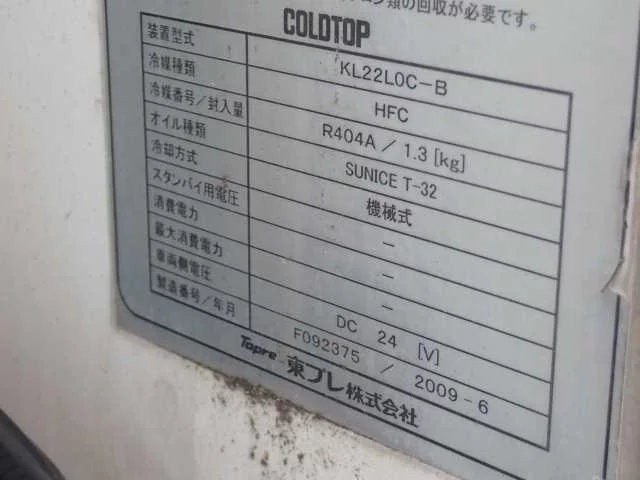 ン類の回収が必要です。
COLDTOP
装置型式 KL22L0C-B
冷媒種類 HFC
冷媒番号/封入量 R404A / 1.3 [kg]
オイル種類 SUNICE T-32
冷却方式 機械式
スタンバイ用電圧 －
消費電力 －
最大消費電力 －
車両側電圧 DC 24 [V]
製造番号/年月 F092375 / 2009-6
Topre 東プレ株式会社